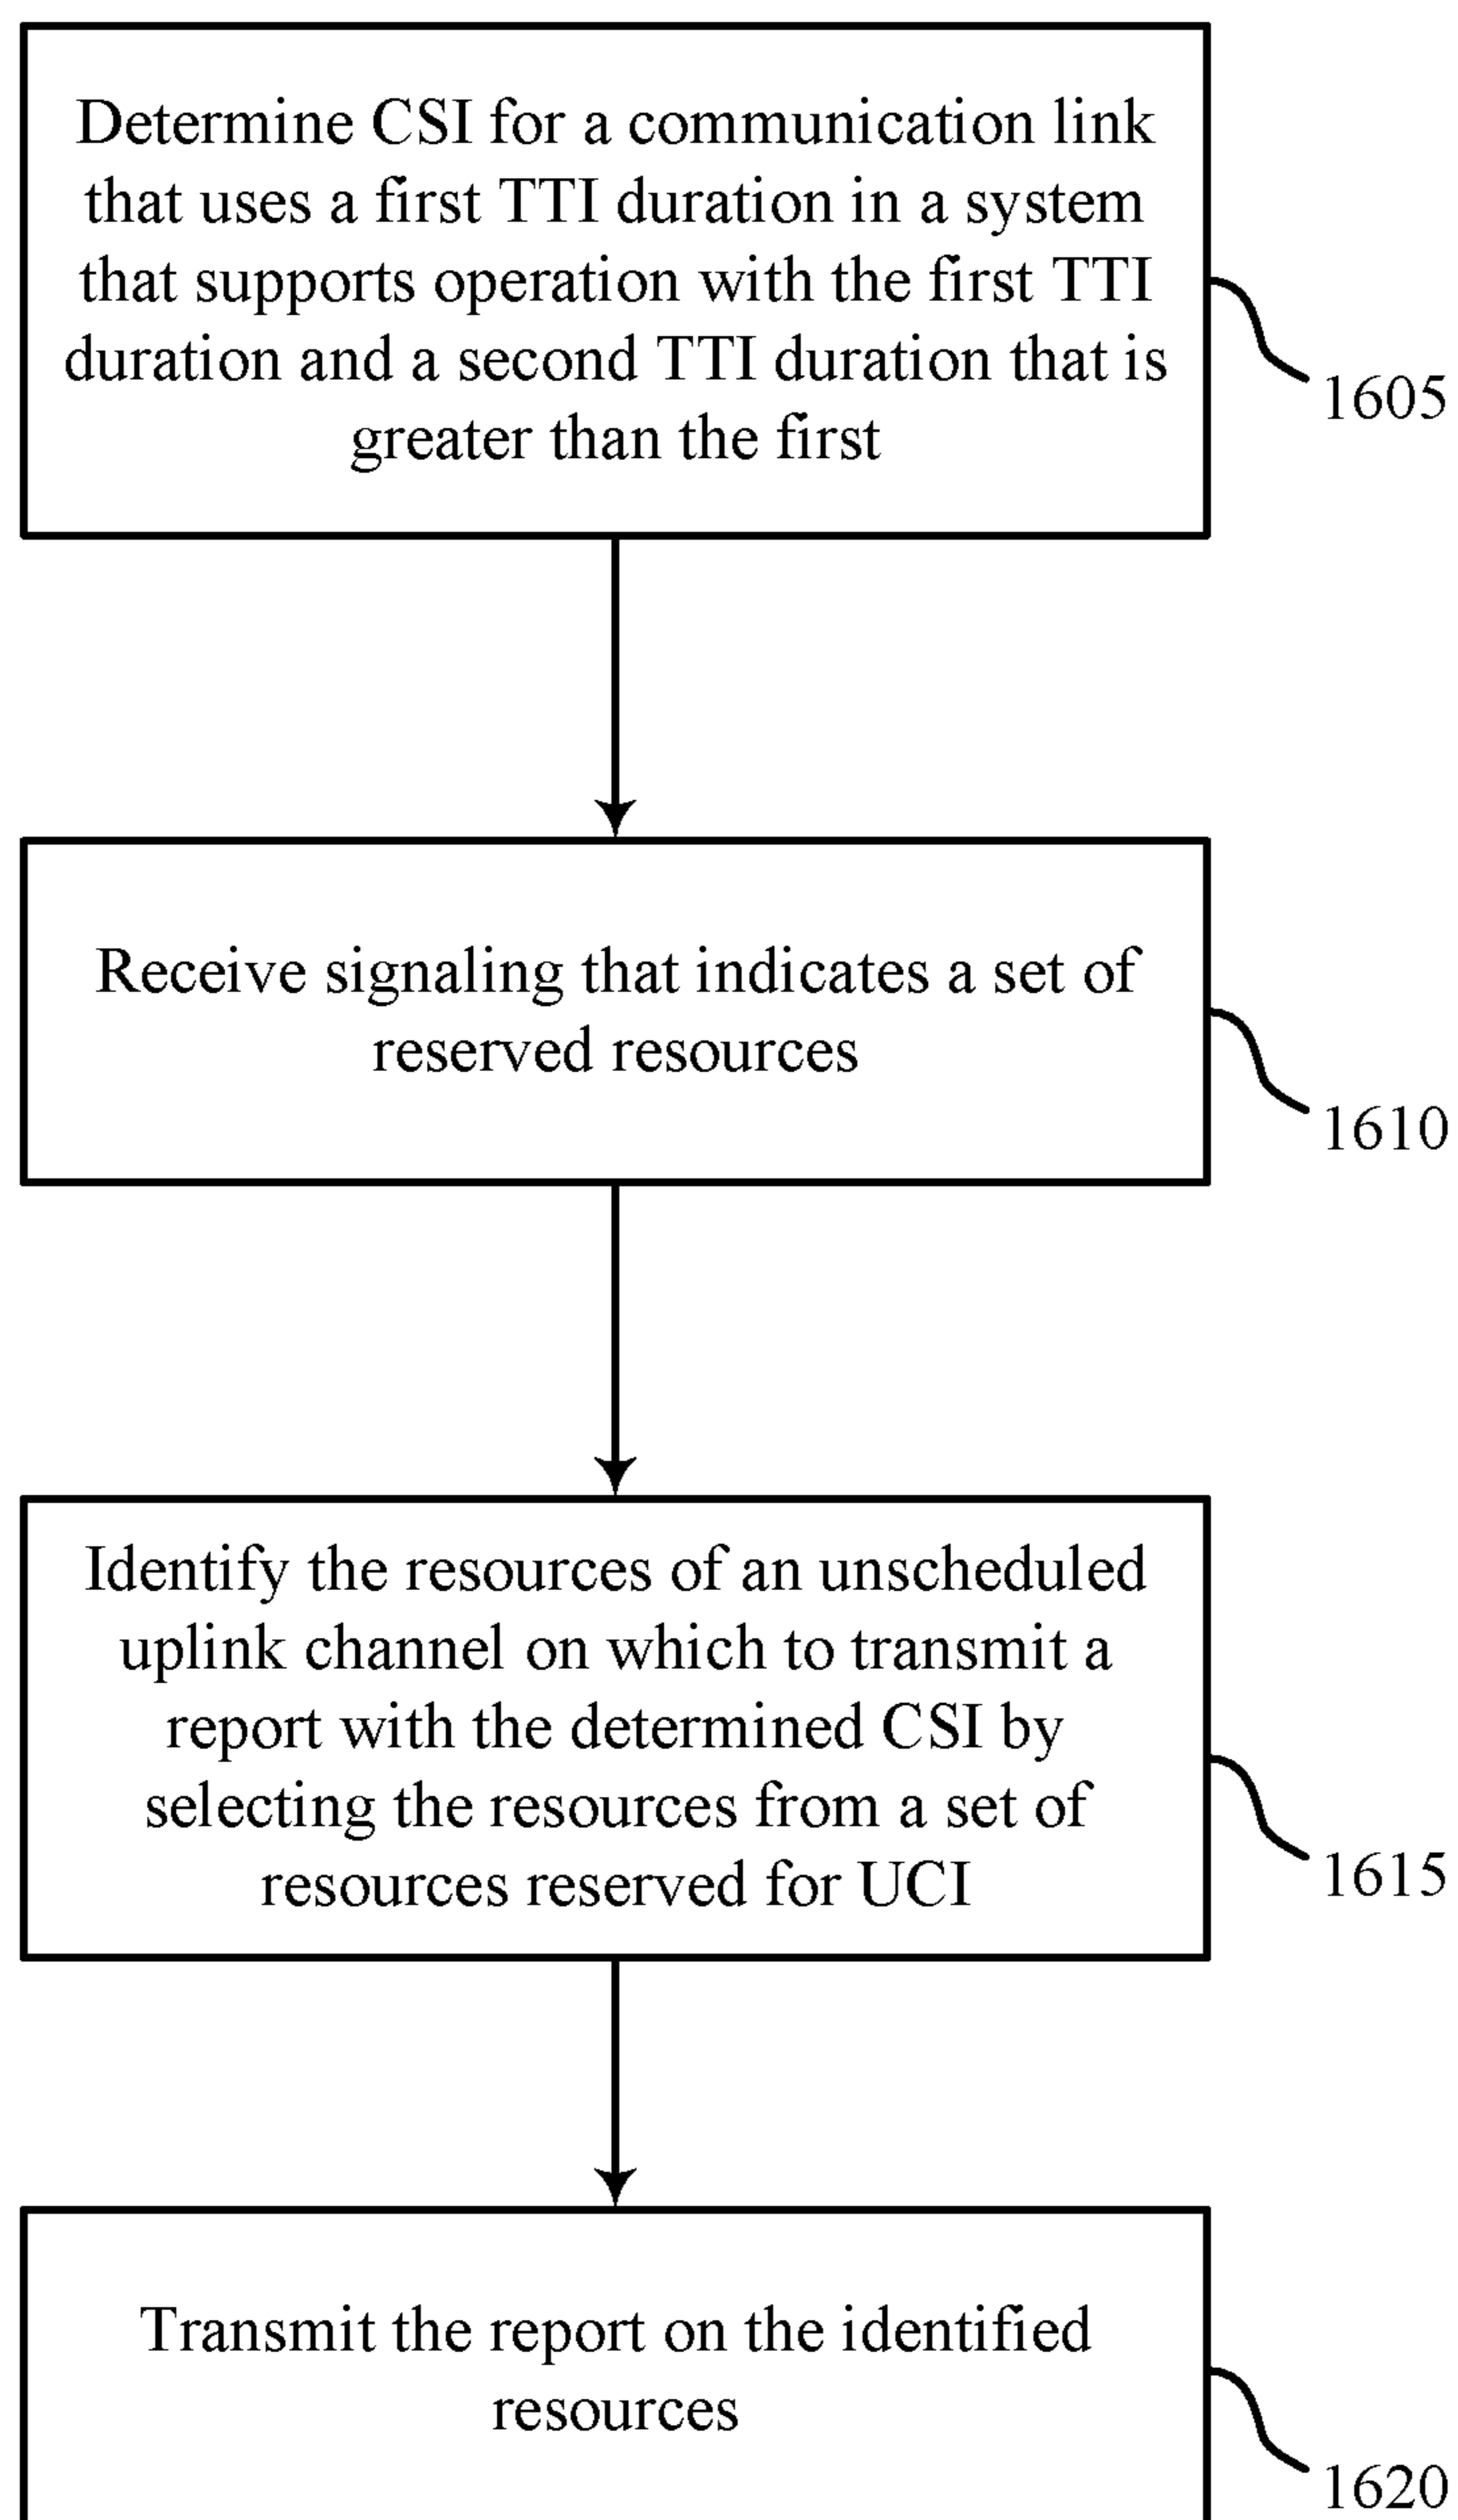 Determine CSI for a communication link
that uses a first TTI duration in a system
that supports operation with the first TTI
duration and a second TTI duration that is
greater than the first
1605
Receive signaling that indicates a set of
reserved resources
1610
Identify the resources of an unscheduled
uplink channel on which to transmit a
report with the determined CSI by
selecting the resources from a set of
resources reserved for UCI
1615
Transmit the report on the identified
resources
1620